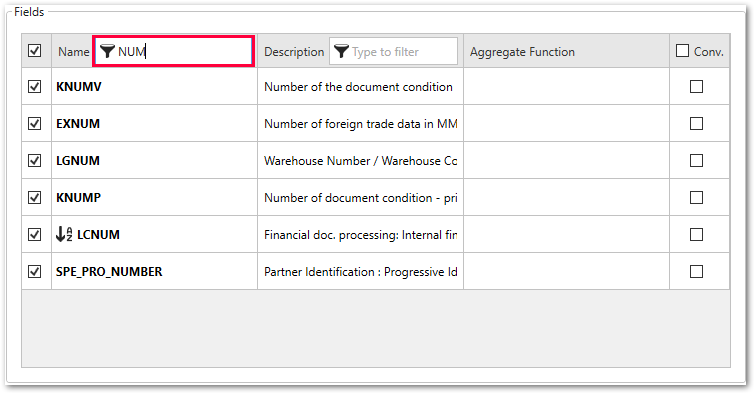 Fields
Name NUM Description Type to filter Aggregate Function Conv.
KNUMV Number of the document condition
EXNUM Number of foreign trade data in MM
LGNUM Warehouse Number / Warehouse Co
KNUMP Number of document condition - pri
AZ LCNUM Financial doc. processing: Internal fin
SPE_PRO_NUMBER Partner Identification : Progressive Id